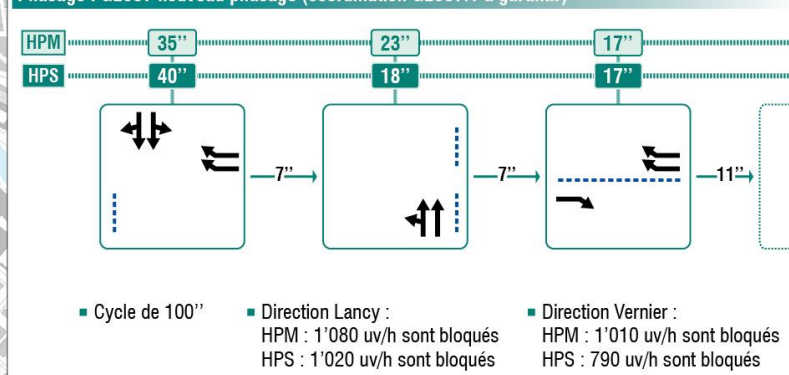 HPM 35’’ 23’’ 17’’
HPS 40’’ 18’’ 17’’
7’’ 7’’ 11’’
▪ Cycle de 100’’
▪ Direction Lancy :
HPM : 1’080 uv/h sont bloqués
HPS : 1’020 uv/h sont bloqués
▪ Direction Vernier :
HPM : 1’010 uv/h sont bloqués
HPS : 790 uv/h sont bloqués